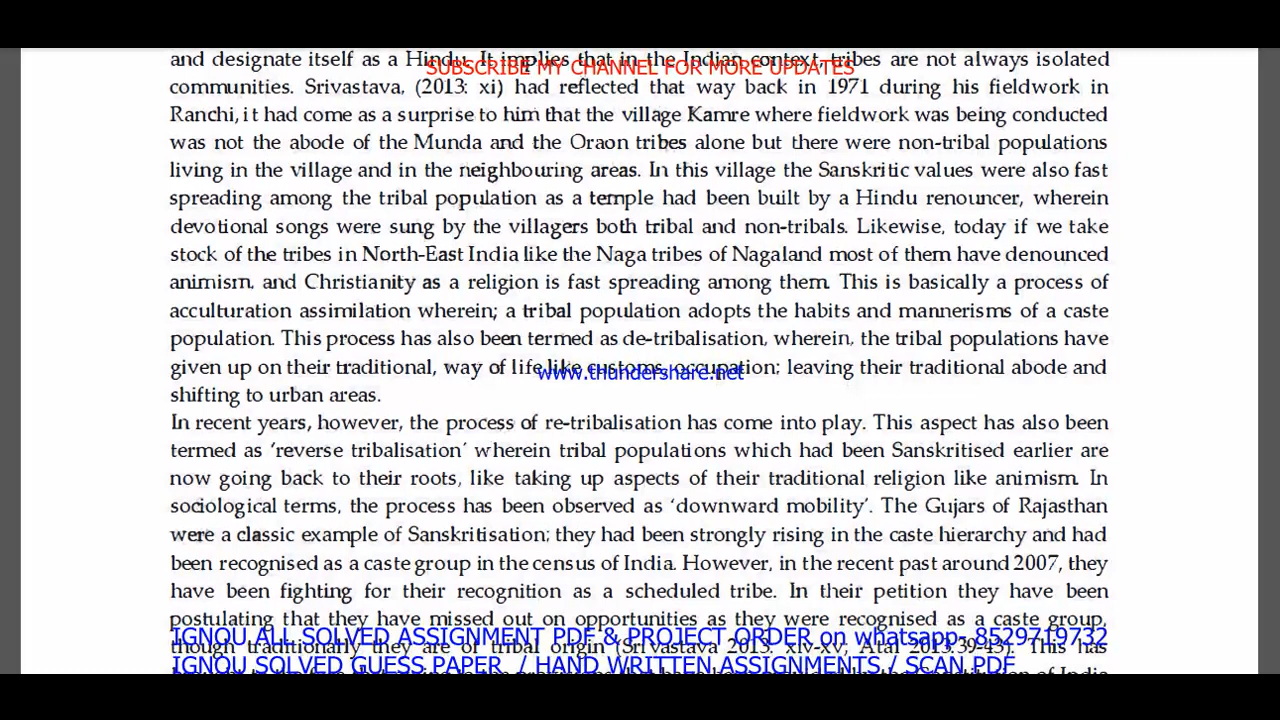 and designate itself as a Hindu. It implies that in the Indian context, tribes are not always isolated
SUBSCRIBE MY CHANNEL FOR MORE UPDATES
communities. Srivastava, (2013: xi) had reflected that way back in 1971 during his fieldwork in
Ranchi, it had come as a surprise to him that the village Kamre where fieldwork was being conducted
was not the abode of the Munda and the Oraon tribes alone but there were non-tribal populations
living in the village and in the neighbouring areas. In this village the Sanskritic values were also fast
spreading among the tribal population as a temple had been built by a Hindu renouncer, wherein
devotional songs were sung by the villagers both tribal and non-tribals. Likewise, today if we take
stock of the tribes in North-East India like the Naga tribes of Nagaland most of them have denounced
animism, and Christianity as a religion is fast spreading among them. This is basically a process of
acculturation assimilation wherein; a tribal population adopts the habits and mannerisms of a caste
population. This process has also been termed as de-tribalisation, wherein, the tribal populations have
given up on their traditional, way of life like customs, occupation; leaving their traditional abode and
www.thundershare.net
shifting to urban areas.
In recent years, however, the process of re-tribalisation has come into play. This aspect has also been
termed as 'reverse tribalisation' wherein tribal populations which had been Sanskritised earlier are
now going back to their roots, like taking up aspects of their traditional religion like animism. In
sociological terms, the process has been observed as 'downward mobility'. The Gujars of Rajasthan
were a classic example of Sanskritisation; they had been strongly rising in the caste hierarchy and had
been recognised as a caste group in the census of India. However, in the recent past around 2007, they
have been fighting for their recognition as a scheduled tribe. In their petition they have been
postulating that they have missed out on opportunities as they were recognised as a caste group,
IGNOU ALL SOLVED ASSIGNMENT PDF & PROJECT ORDER on whatsapp- 8529719732
though traditionally they are of tribal origin (Srivastava 2013: xiv-xv, Atal 2013:39-43). This has
IGNOU SOLVED GUESS PAPER / HAND WRITTEN ASSIGNMENTS / SCAN PDF